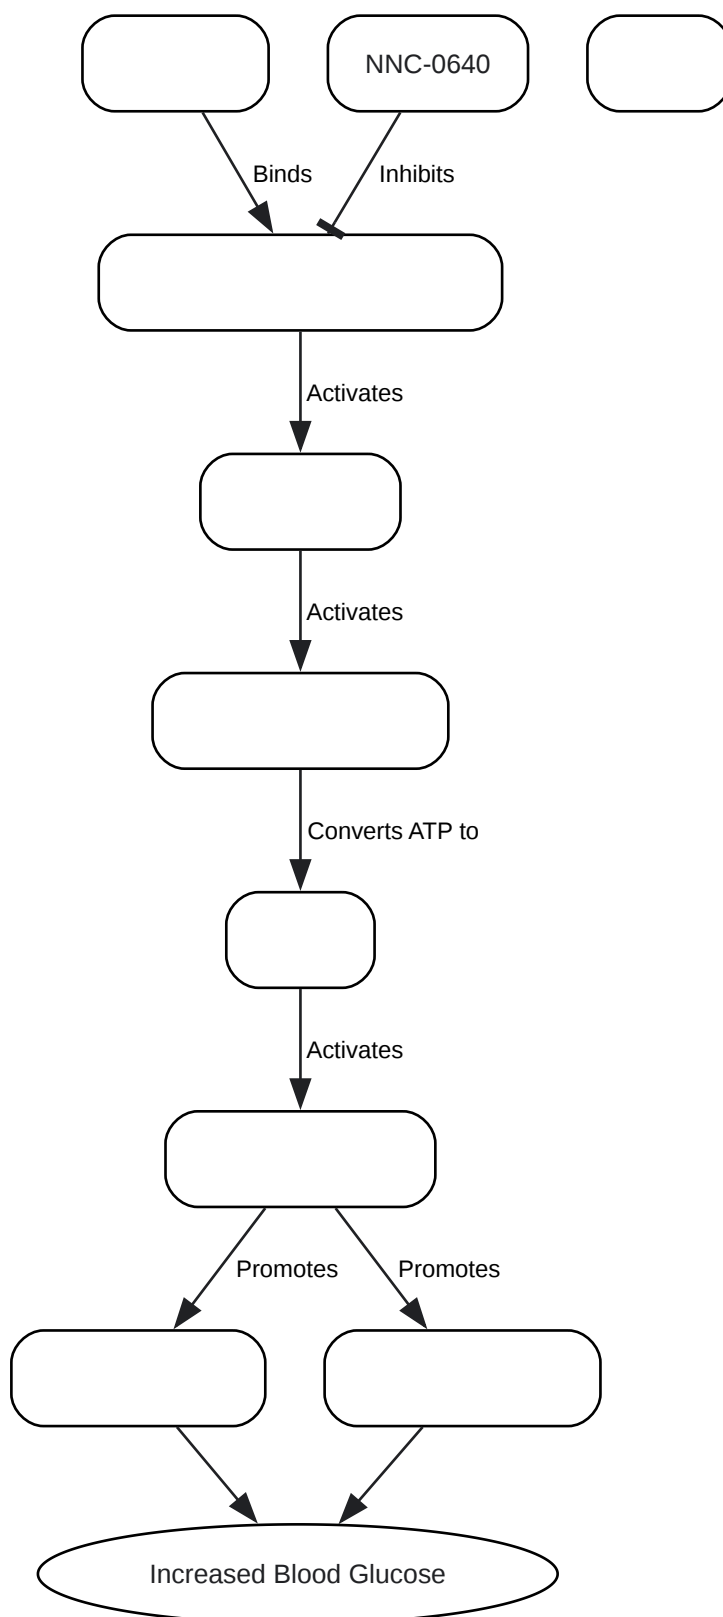 NNC-0640
Binds
Inhibits
Activates
Activates
Converts ATP to
Activates
Promotes
Promotes
Increased Blood Glucose